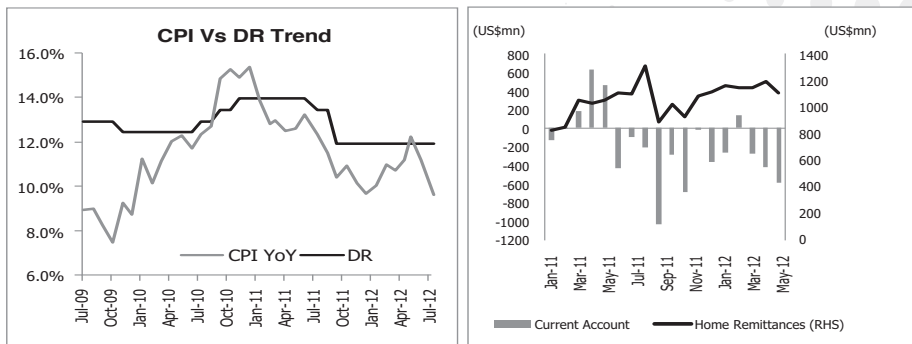 CPI Vs DR Trend
16.0%
14.0%
12.0%
10.0%
8.0%
6.0%
CPI YoY DR
Jul-09 Oct-09 Jan-10 Apr-10 Jul-10 Oct-10 Jan-11 Apr-11 Jul-11 Oct-11 Jan-12 Apr-12 Jul-12
(US$mn) (US$mn)
800 1400
600 1200
400 1000
200 800
0 600
-200 400
-400 200
-600 0
-800
-1000
-1200
Jan-11 Mar-11 May-11 Jul-11 Sep-11 Nov-11 Jan-12 Mar-12 May-12
Current Account Home Remittances (RHS)